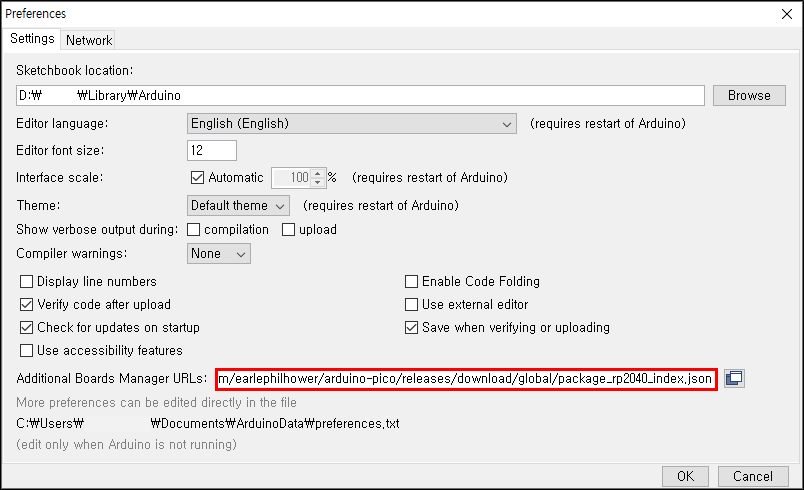 Preferences
Settings Network
Sketchbook location:
D:₩ ₩Library₩Arduino Browse
Editor language: English (English) (requires restart of Arduino)
Editor font size: 12
Interface scale: Automatic 100 % (requires restart of Arduino)
Theme: Default theme (requires restart of Arduino)
Show verbose output during: compilation upload
Compiler warnings: None
Display line numbers Enable Code Folding
Verify code after upload Use external editor
Check for updates on startup Save when verifying or uploading
Use accessibility features
Additional Boards Manager URLs: m/earlephilhower/arduino-pico/releases/download/global/package_rp2040_index.json
More preferences can be edited directly in the file
C:₩Users₩ ₩Documents₩ArduinoData₩preferences.txt
(edit only when Arduino is not running)
OK Cancel